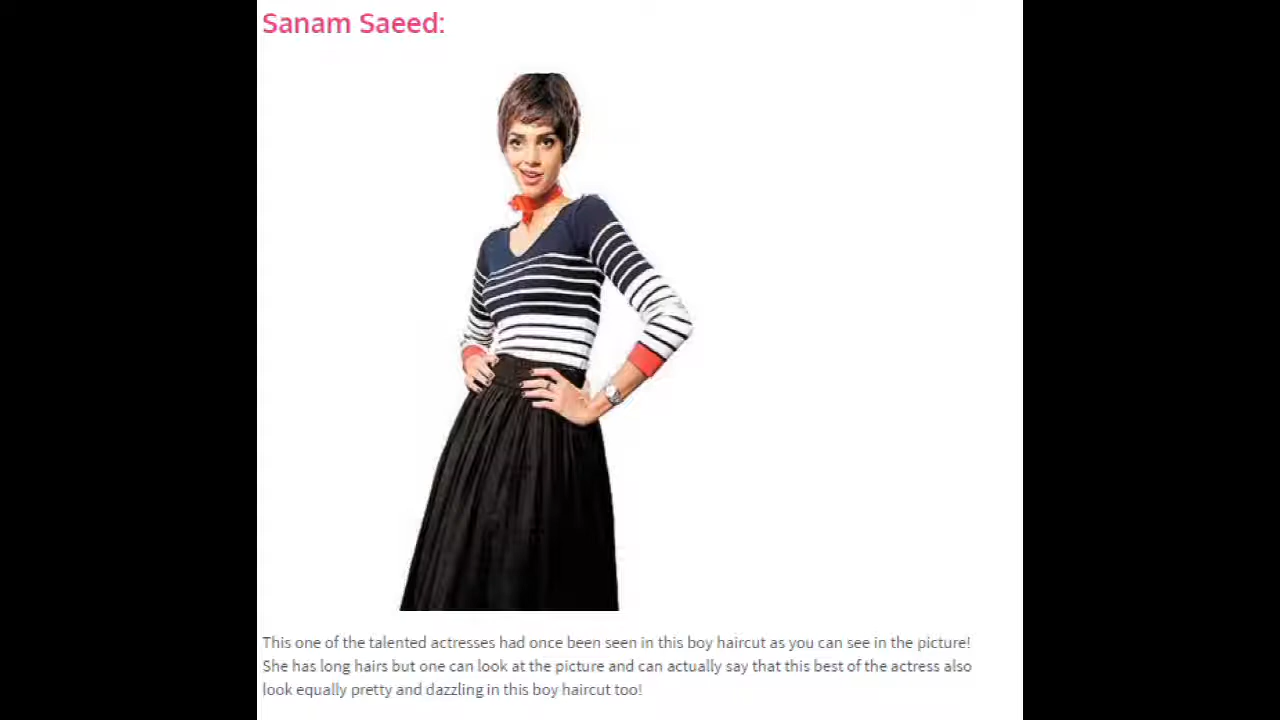 Sanam Saeed:
This one of the talented actresses had once been seen in this boy haircut as you can see in the picture!
She has long hairs but one can look at the picture and can actually say that this best of the actress also
look equally pretty and dazzling in this boy haircut too!